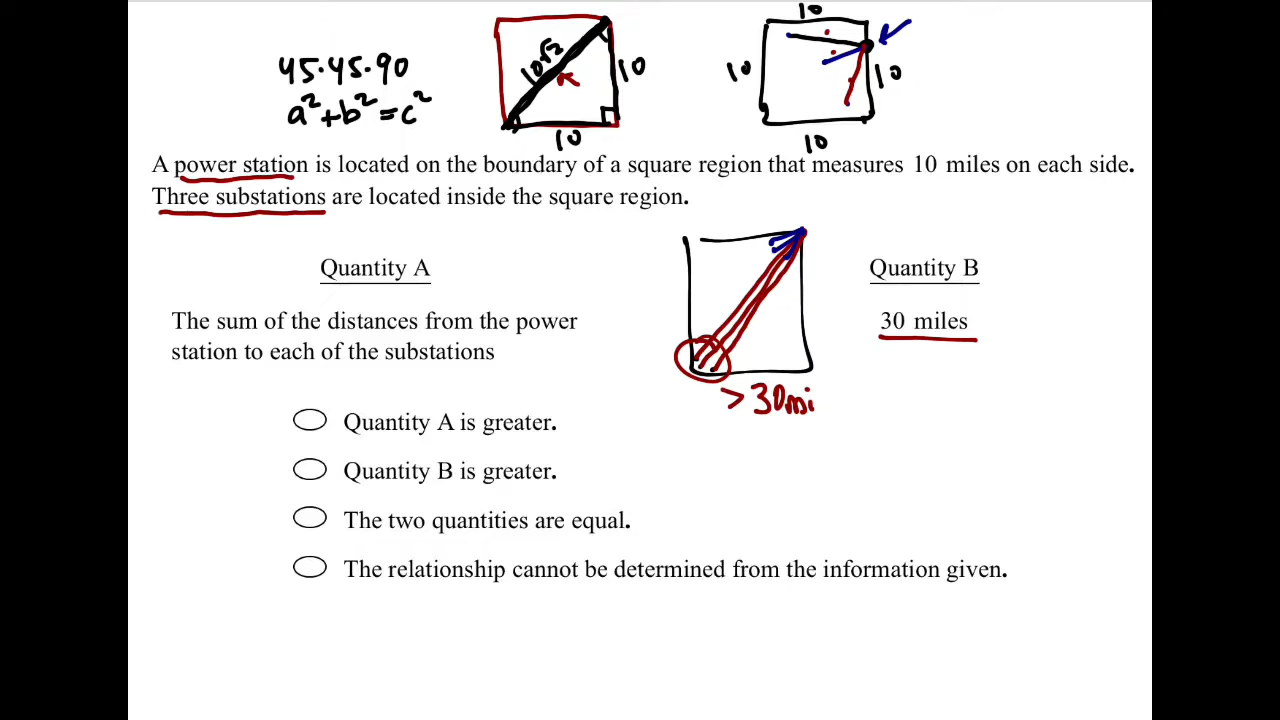 10
45·45·90
10√2
10
10
10
a²+b²=c²
10
10
A power station is located on the boundary of a square region that measures 10 miles on each side.
Three substations are located inside the square region.
Quantity A
Quantity B
The sum of the distances from the power
station to each of the substations
30 miles
> 30mi
Quantity A is greater.
Quantity B is greater.
The two quantities are equal.
The relationship cannot be determined from the information given.